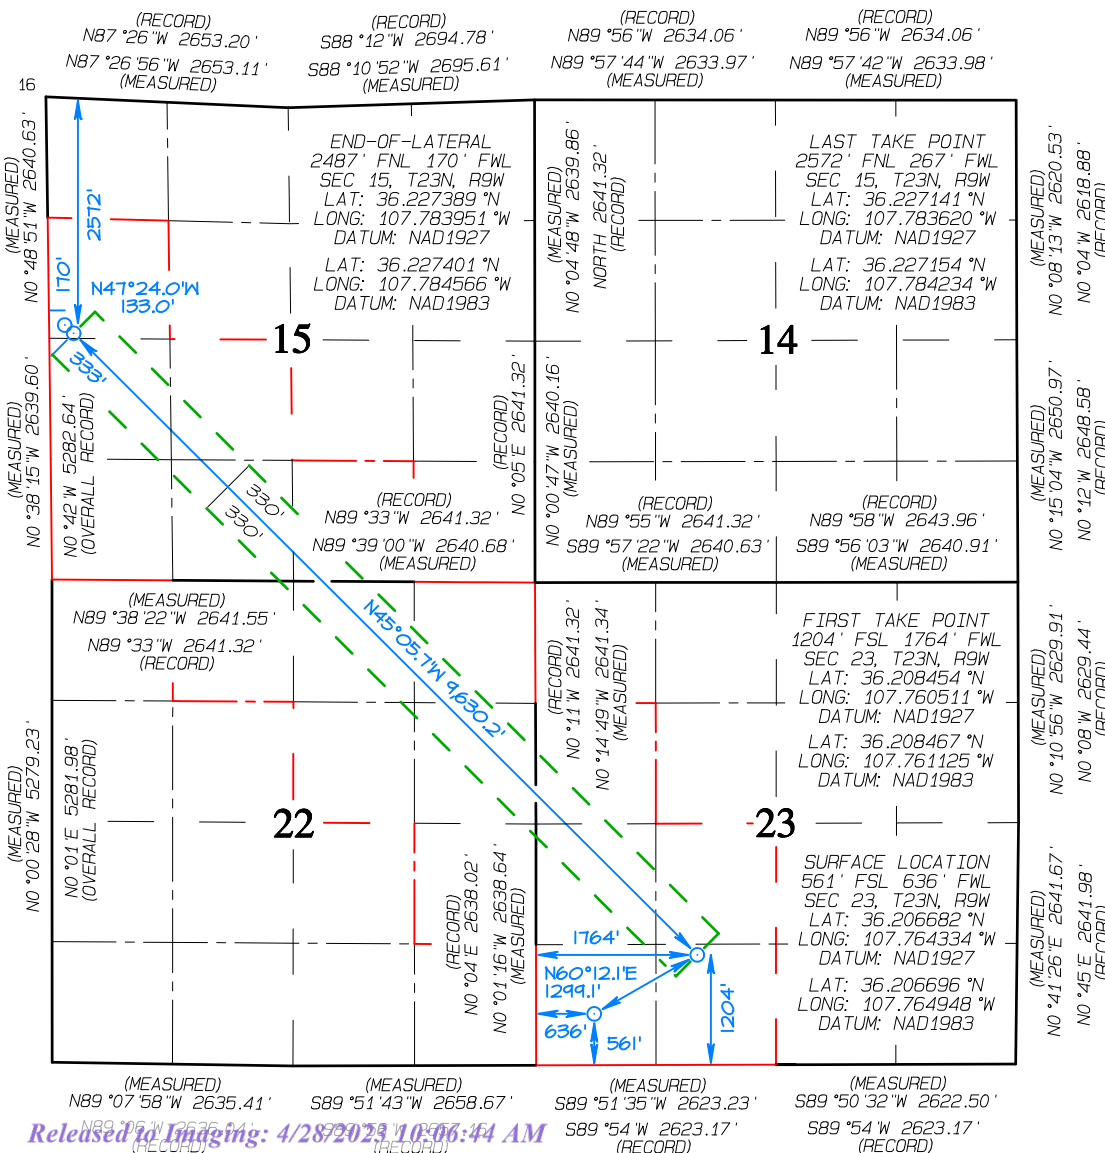 (RECORD)
N87°26'W 2653.20'
N87°26'56"W 2653.11'
(MEASURED)
(RECORD)
S88°12'W 2694.78'
S88°10'52"W 2695.61'
(MEASURED)
(RECORD)
N89°56'W 2634.06'
N89°57'44"W 2633.97'
(MEASURED)
(RECORD)
N89°56'W 2634.06'
N89°57'42"W 2633.98'
(MEASURED)
16
(MEASURED)
N0°48'51"W 2640.63'
2572'
170'
N47°24.0'W
133.0'
333'
END-OF-LATERAL
2487' FNL 170' FWL
SEC 15, T23N, R9W
LAT: 36.227389°N
LONG: 107.783951°W
DATUM: NAD1927
LAT: 36.227401°N
LONG: 107.784566°W
DATUM: NAD1983
15
(MEASURED)
N0°04'48"W 2639.86'
NORTH 2641.32'
(RECORD)
LAST TAKE POINT
2572' FNL 267' FWL
SEC 15, T23N, R9W
LAT: 36.227141°N
LONG: 107.783620°W
DATUM: NAD1927
LAT: 36.227154°N
LONG: 107.784234°W
DATUM: NAD1983
14
(MEASURED)
N0°08'13"W 2620.53'
N0°04'W 2618.88'
(RECORD)
(MEASURED)
N0°38'15"W 2639.60'
N0°42'W 5282.64'
(OVERALL RECORD)
330'
330'
(RECORD)
N0°05'E 2641.32'
N0°00'47"W 2640.16'
(MEASURED)
(RECORD)
N89°33'W 2641.32'
N89°39'00"W 2640.68'
(MEASURED)
(RECORD)
N89°55'W 2641.32'
S89°57'22"W 2640.63'
(MEASURED)
(RECORD)
N89°58'W 2643.96'
S89°56'03"W 2640.91'
(MEASURED)
(MEASURED)
N0°15'04"W 2650.97'
N0°12'W 2648.58'
(RECORD)
(MEASURED)
N89°38'22"W 2641.55'
N89°33'W 2641.32'
(RECORD)
N45°05.7'W 9,630.2'
(RECORD)
N0°11'W 2641.32'
N0°14'49"W 2641.34'
(MEASURED)
FIRST TAKE POINT
1204' FSL 1764' FWL
SEC 23, T23N, R9W
LAT: 36.208454°N
LONG: 107.760511°W
DATUM: NAD1927
LAT: 36.208467°N
LONG: 107.761125°W
DATUM: NAD1983
(MEASURED)
N0°10'56"W 2629.91'
N0°08'W 2629.44'
(RECORD)
(MEASURED)
N0°00'28"W 5279.23'
N0°01'E 5281.98'
(OVERALL RECORD)
22
23
(RECORD)
N0°04'E 2638.02'
N0°01'16"W 2638.64'
(MEASURED)
SURFACE LOCATION
561' FSL 636' FWL
SEC 23, T23N, R9W
LAT: 36.206682°N
LONG: 107.764334°W
DATUM: NAD1927
LAT: 36.206696°N
LONG: 107.764948°W
DATUM: NAD1983
1764'
N60°12.1'E
1299.1'
636'
561'
1204'
(MEASURED)
N0°41'26"E 2641.67'
N0°45'E 2641.98'
(RECORD)
(MEASURED)
N89°07'58"W 2635.41'
(RECORD)
(MEASURED)
S89°51'43"W 2658.67'
(RECORD)
(MEASURED)
S89°51'35"W 2623.23'
S89°54'W 2623.17'
(RECORD)
(MEASURED)
S89°50'32"W 2622.50'
S89°54'W 2623.17'
(RECORD)
Released to Imaging: 4/28/2023 10:06:44 AM